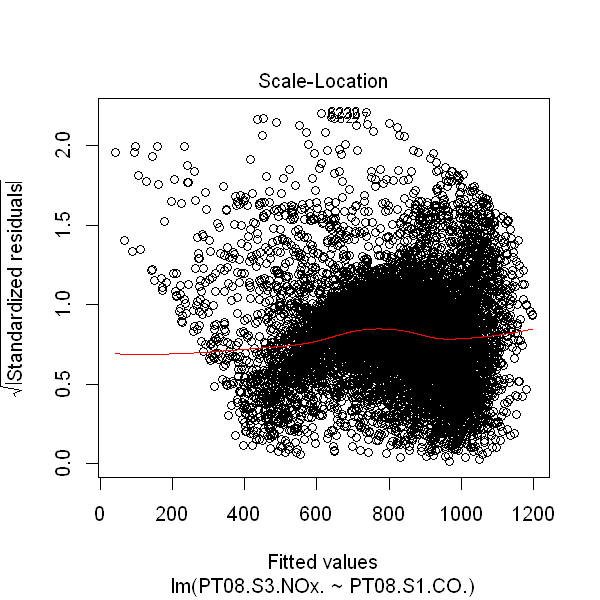 Scale-Location
√|Standardized residuals|
2.0
1.5
1.0
0.5
0.0
0 200 400 600 800 1000 1200
Fitted values
lm(PT08.S3.NOx. ~ PT08.S1.CO.)